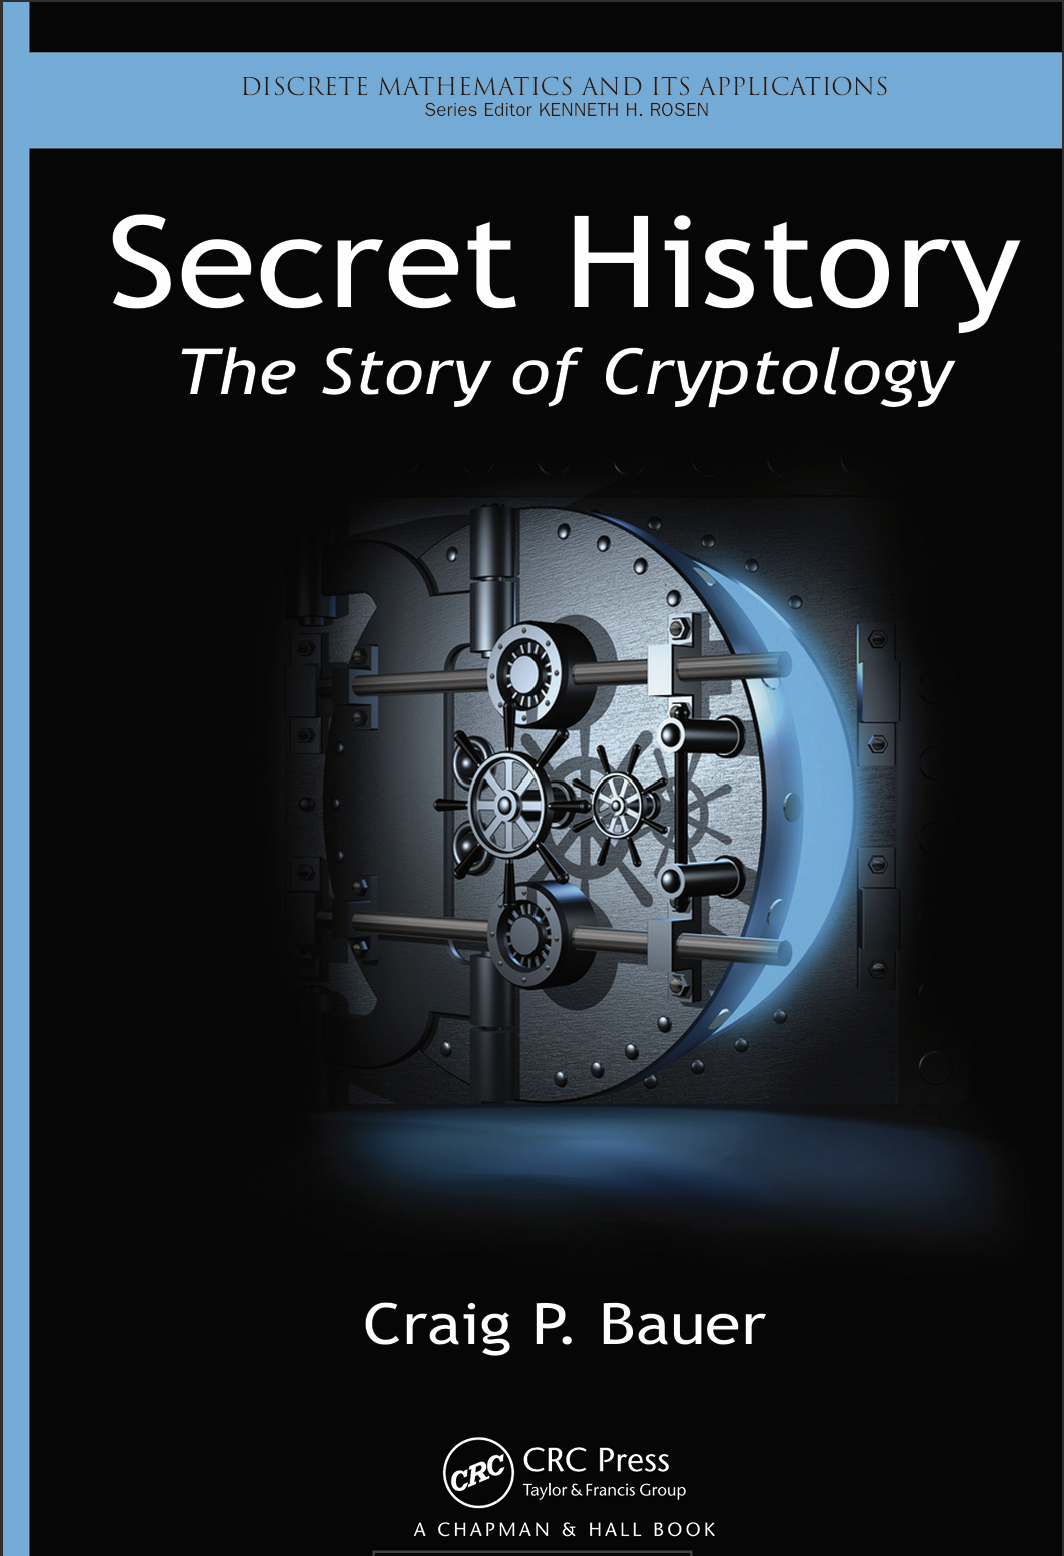 DISCRETE MATHEMATICS AND ITS APPLICATIONS
Series Editor KENNETH H. ROSEN
Secret History
The Story of Cryptology
Craig P. Bauer
CRC
CRC Press
Taylor & Francis Group
A CHAPMAN & HALL BOOK